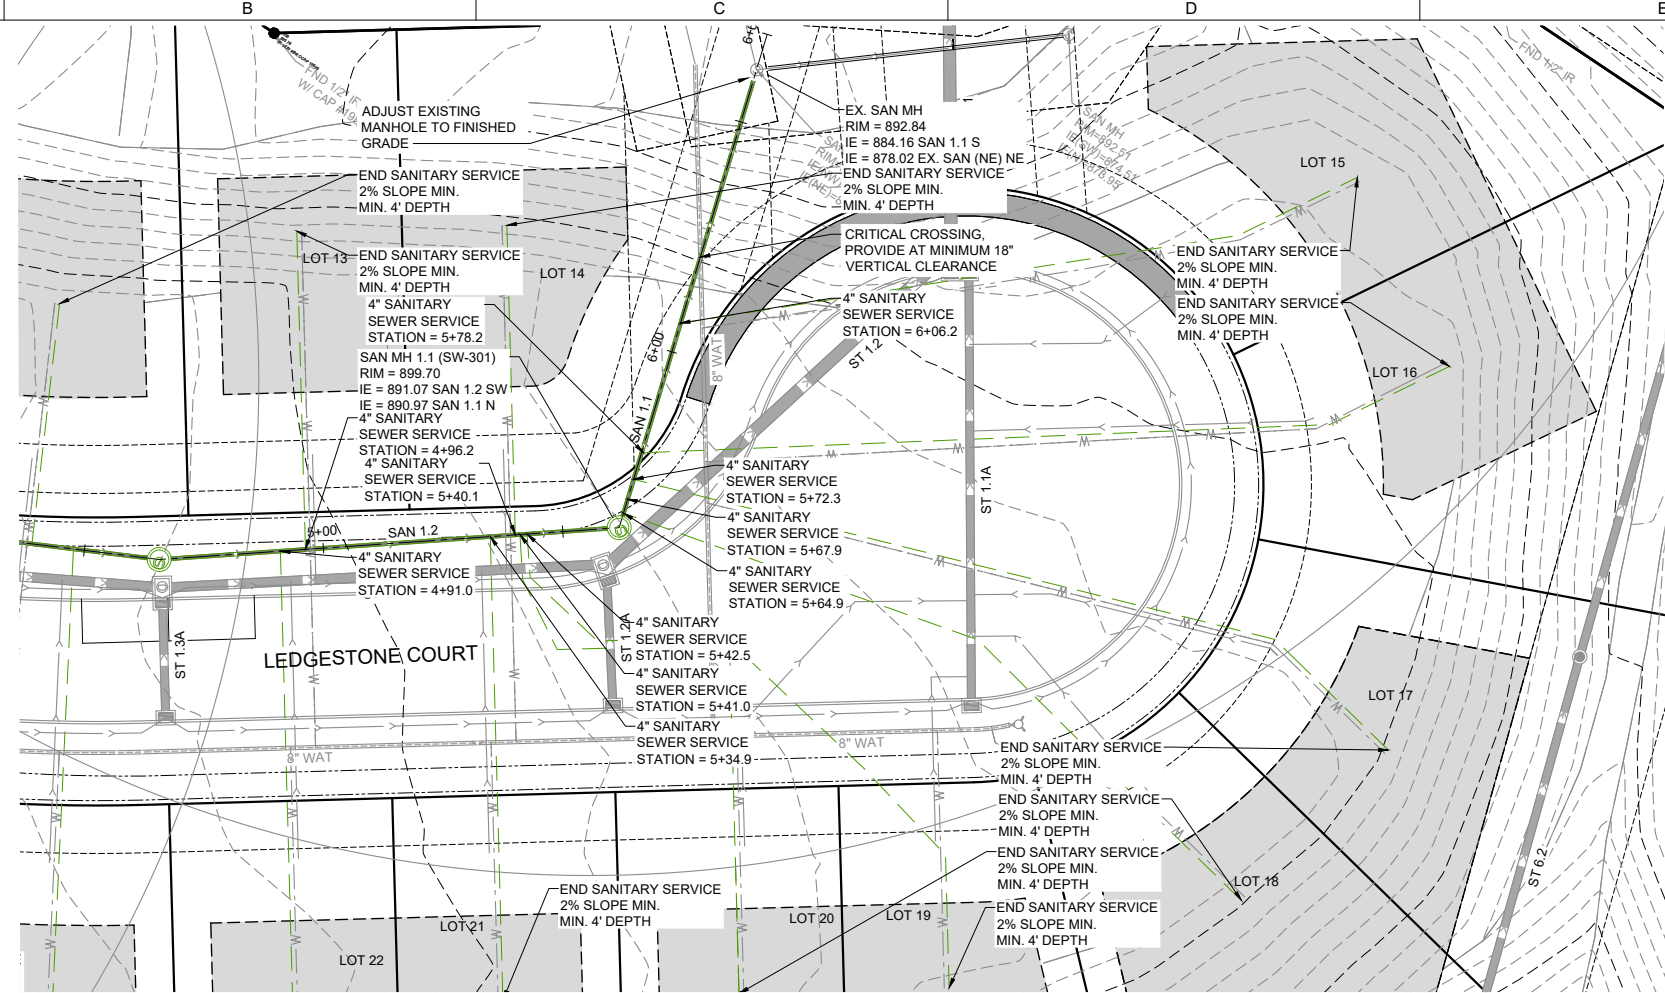 B
C
D
E
FND 1/2" IR
W/ CAP
ADJUST EXISTING
MANHOLE TO FINISHED
GRADE
EX. SAN MH
RIM = 892.84
IE = 884.16 SAN 1.1 S
IE = 878.02 EX. SAN (NE) NE
END SANITARY SERVICE
2% SLOPE MIN.
MIN. 4' DEPTH
SAN MH
RIM=892.51
FND 1/2" IR
LOT 15
END SANITARY SERVICE
2% SLOPE MIN.
MIN. 4' DEPTH
CRITICAL CROSSING,
PROVIDE AT MINIMUM 18"
VERTICAL CLEARANCE
LOT 13
END SANITARY SERVICE
2% SLOPE MIN.
MIN. 4' DEPTH
LOT 14
END SANITARY SERVICE
2% SLOPE MIN.
MIN. 4' DEPTH
END SANITARY SERVICE
2% SLOPE MIN.
MIN. 4' DEPTH
4" SANITARY
SEWER SERVICE
STATION = 5+78.2
4" SANITARY
SEWER SERVICE
STATION = 6+06.2
SAN MH 1.1 (SW-301)
RIM = 899.70
IE = 891.07 SAN 1.2 SW
IE = 890.97 SAN 1.1 N
6+00
8" WAT
ST 1.2
LOT 16
4" SANITARY
SEWER SERVICE
STATION = 4+96.2
SAN 1.1
4" SANITARY
SEWER SERVICE
STATION = 5+40.1
4" SANITARY
SEWER SERVICE
STATION = 5+72.3
ST 1.1A
5+00
SAN 1.2
4" SANITARY
SEWER SERVICE
STATION = 5+67.9
4" SANITARY
SEWER SERVICE
STATION = 4+91.0
4" SANITARY
SEWER SERVICE
STATION = 5+64.9
ST 1.3A
LEDGESTONE COURT
ST 1.2A
4" SANITARY
SEWER SERVICE
STATION = 5+42.5
4" SANITARY
SEWER SERVICE
STATION = 5+41.0
4" SANITARY
SEWER SERVICE
STATION = 5+34.9
LOT 17
8" WAT
8" WAT
END SANITARY SERVICE
2% SLOPE MIN.
MIN. 4' DEPTH
END SANITARY SERVICE
2% SLOPE MIN.
MIN. 4' DEPTH
END SANITARY SERVICE
2% SLOPE MIN.
MIN. 4' DEPTH
LOT 18
ST 6.2
END SANITARY SERVICE
2% SLOPE MIN.
MIN. 4' DEPTH
END SANITARY SERVICE
2% SLOPE MIN.
MIN. 4' DEPTH
LOT 19
LOT 20
LOT 21
LOT 22